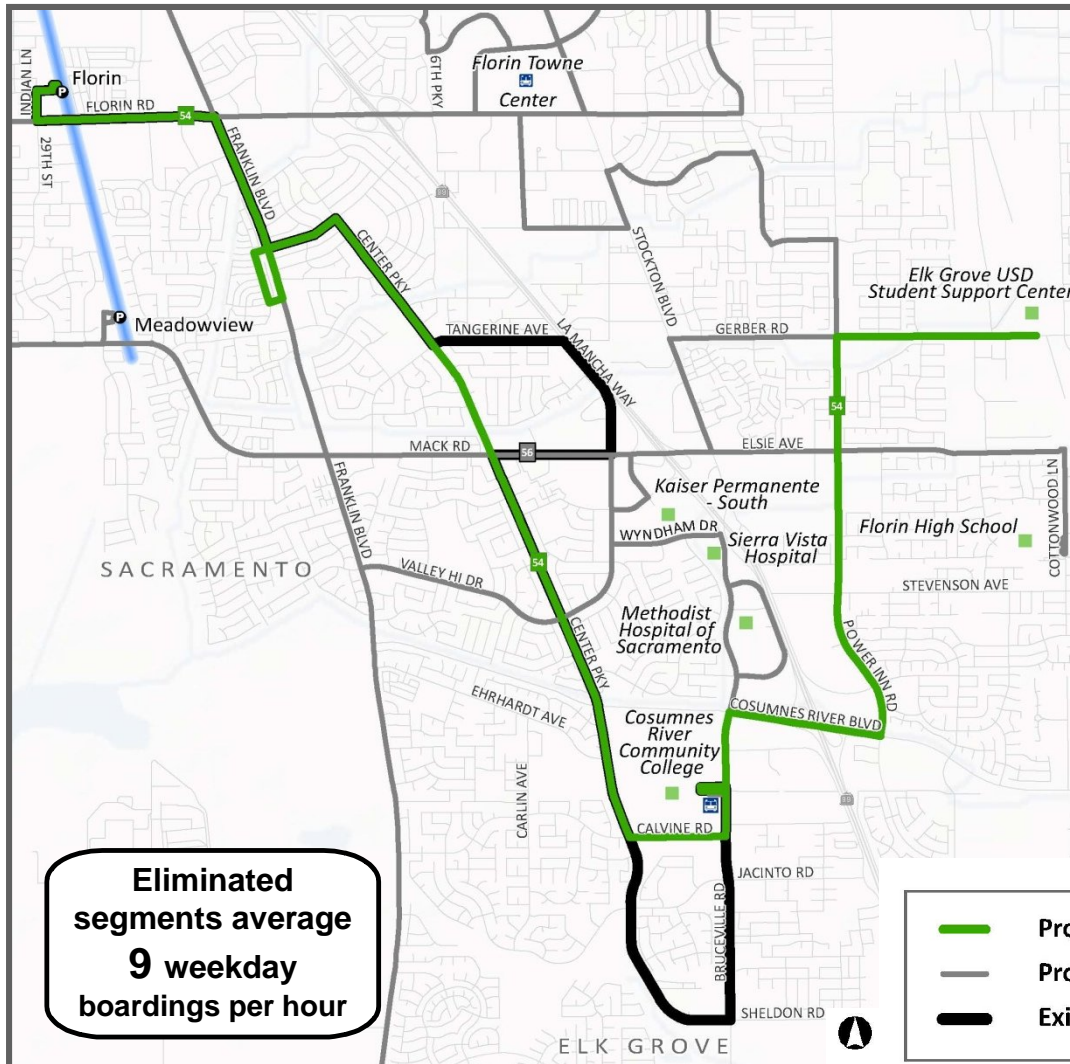 INDIAN LN
Florin
P
FLORIN RD
54
29TH ST
FRANKLIN BLVD
6TH PKY
Florin Towne
Center
99
CENTER PKY
STOCKTON BLVD
Elk Grove USD
Student Support Center
P
Meadowview
TANGERINE AVE
LA MANCHA WAY
GERBER RD
54
MACK RD
56
ELSIE AVE
FRANKLIN BLVD
Kaiser Permanente
- South
WYNDHAM DR
Sierra Vista
Hospital
Florin High School
COTTONWOOD LN
SACRAMENTO
VALLEY HI DR
54
STEVENSON AVE
Methodist
Hospital of
Sacramento
CENTER PKY
POWER INN RD
EHRHARDT AVE
COSUMNES RIVER BLVD
Cosumnes
River
Community
College
CARLIN AVE
CALVINE RD
99
JACINTO RD
BRUCEVILLE RD
SHELDON RD
ELK GROVE
Eliminated
segments average
9 weekday
boardings per hour
Pro
Pro
Exi